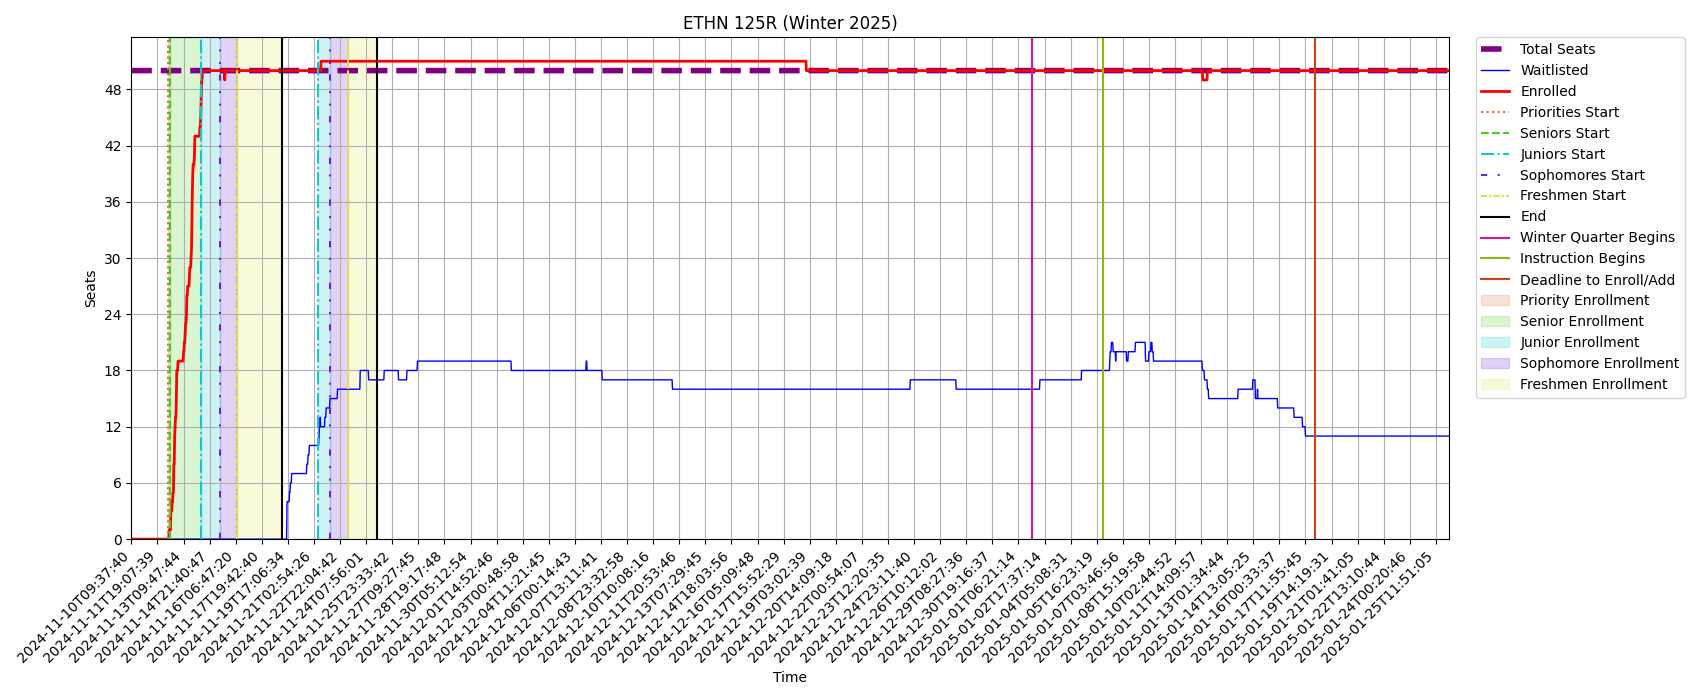 ETHN 125R (Winter 2025)
Seats
48
42
36
30
24
18
12
6
0
2024-11-10T09:37:40
2024-11-11T19:07:39
2024-11-13T09:47:44
2024-11-14T21:40:47
2024-11-16T06:47:20
2024-11-17T19:42:40
2024-11-19T17:06:34
2024-11-21T02:54:26
2024-11-22T22:04:42
2024-11-24T07:56:01
2024-11-25T23:33:42
2024-11-27T09:27:45
2024-11-28T19:17:48
2024-11-30T05:12:54
2024-12-01T14:52:46
2024-12-03T00:48:58
2024-12-04T11:21:45
2024-12-06T00:14:43
2024-12-07T13:11:41
2024-12-08T23:32:58
2024-12-10T10:08:16
2024-12-11T20:53:46
2024-12-13T07:29:45
2024-12-14T18:03:56
2024-12-16T05:09:48
2024-12-17T15:52:29
2024-12-19T03:02:39
2024-12-20T14:09:18
2024-12-22T00:54:07
2024-12-23T12:20:35
2024-12-24T23:11:40
2024-12-26T10:12:02
2024-12-29T08:27:36
2024-12-30T19:16:37
2025-01-01T06:21:14
2025-01-02T17:37:14
2025-01-04T05:08:31
2025-01-05T16:23:19
2025-01-07T03:46:56
2025-01-08T15:19:58
2025-01-10T02:44:52
2025-01-11T14:09:57
2025-01-13T01:34:44
2025-01-14T13:05:25
2025-01-16T00:33:37
2025-01-17T11:55:45
2025-01-19T14:19:31
2025-01-21T01:41:05
2025-01-22T13:10:44
2025-01-24T00:20:46
2025-01-25T11:51:05
Time
Total Seats
Waitlisted
Enrolled
Priorities Start
Seniors Start
Juniors Start
Sophomores Start
Freshmen Start
End
Winter Quarter Begins
Instruction Begins
Deadline to Enroll/Add
Priority Enrollment
Senior Enrollment
Junior Enrollment
Sophomore Enrollment
Freshmen Enrollment